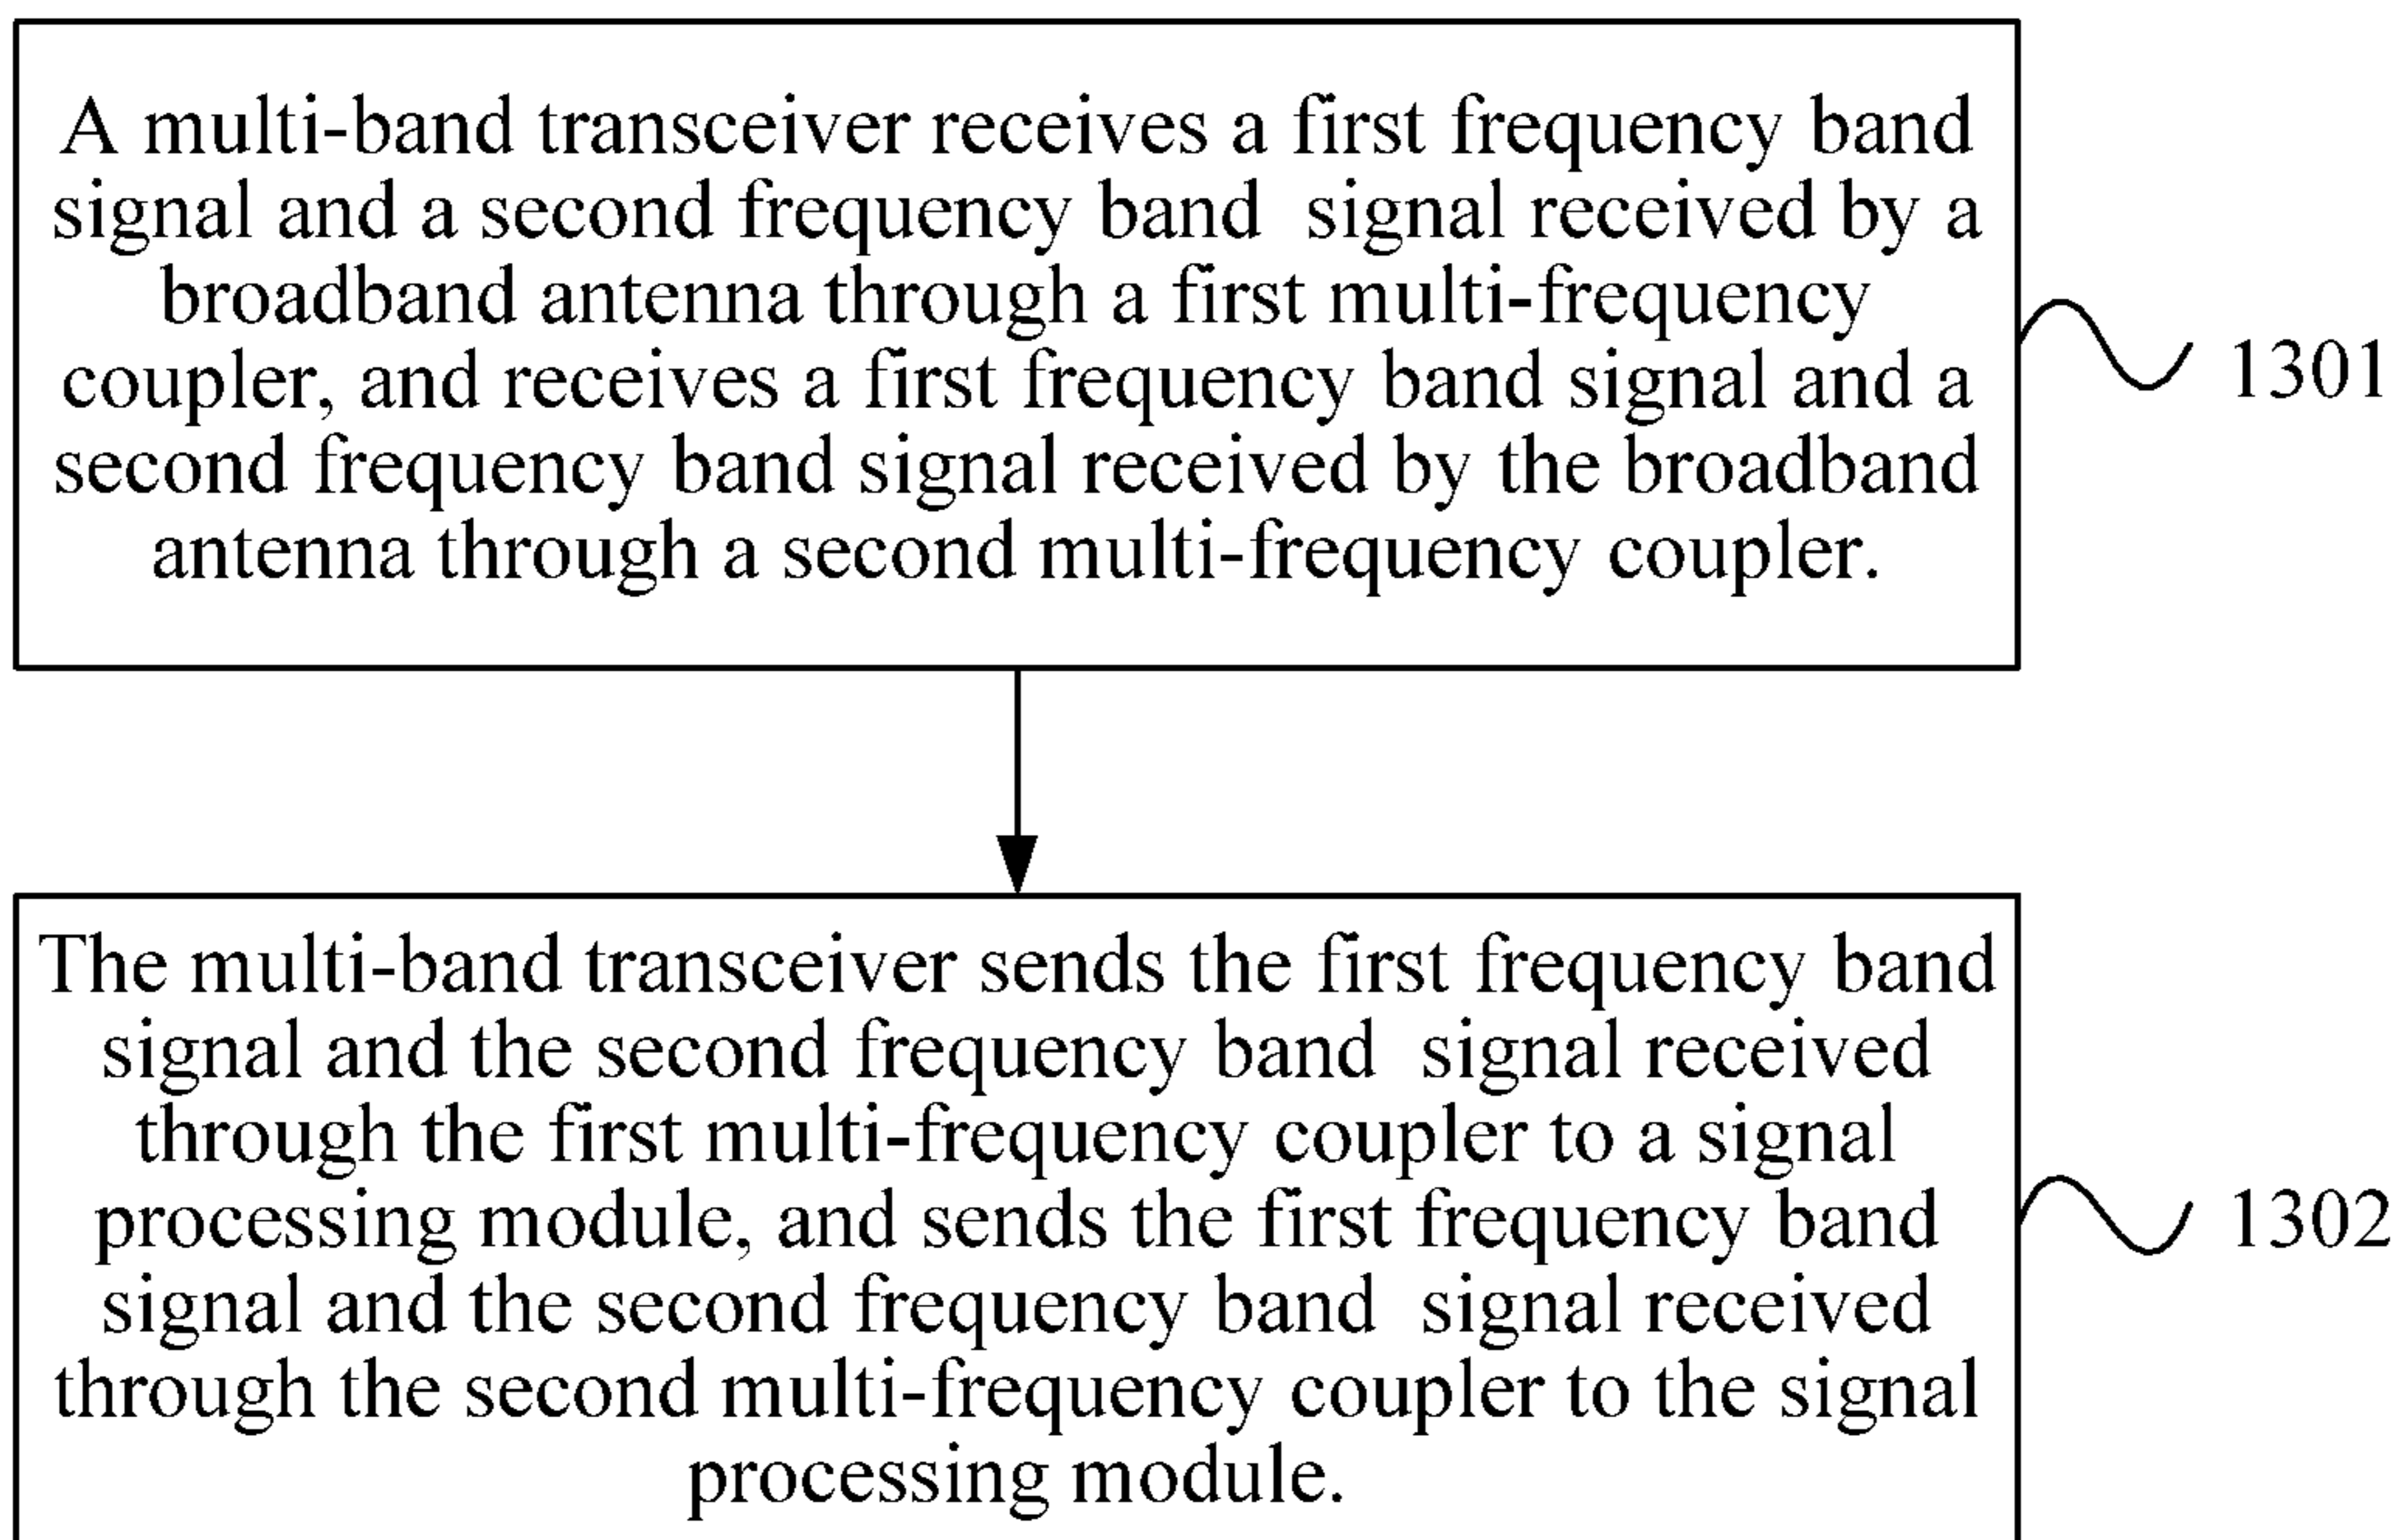 A multi-band transceiver receives a first frequency band
signal and a second frequency band signal received by a
broadband antenna through a first multi-frequency
coupler, and receives a first frequency band signal and a
second frequency band signal received by the broadband
antenna through a second multi-frequency coupler.
1301
The multi-band transceiver sends the first frequency band
signal and the second frequency band signal received
through the first multi-frequency coupler to a signal
processing module, and sends the first frequency band
signal and the second frequency band signal received
through the second multi-frequency coupler to the signal
processing module.
1302